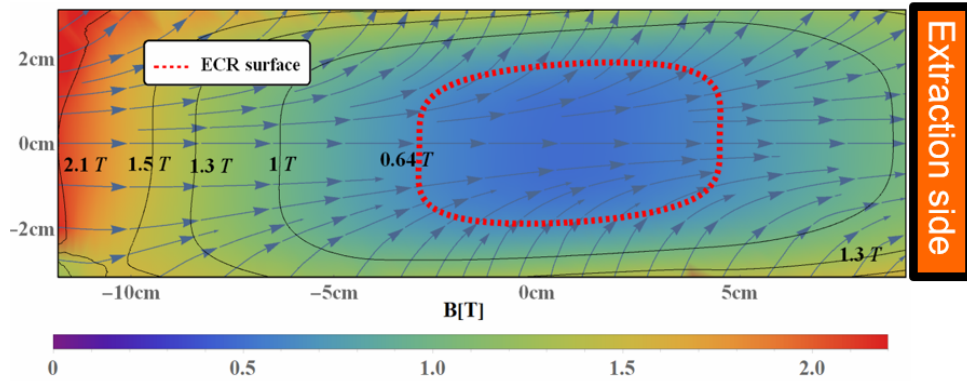 2cm
0cm
−2cm
ECR surface
2.1 T
1.5 T
1.3 T
1 T
0.64 T
1.3 T
−10cm
−5cm
0cm
5cm
B[T]
0
0.5
1.0
1.5
2.0
Extraction side